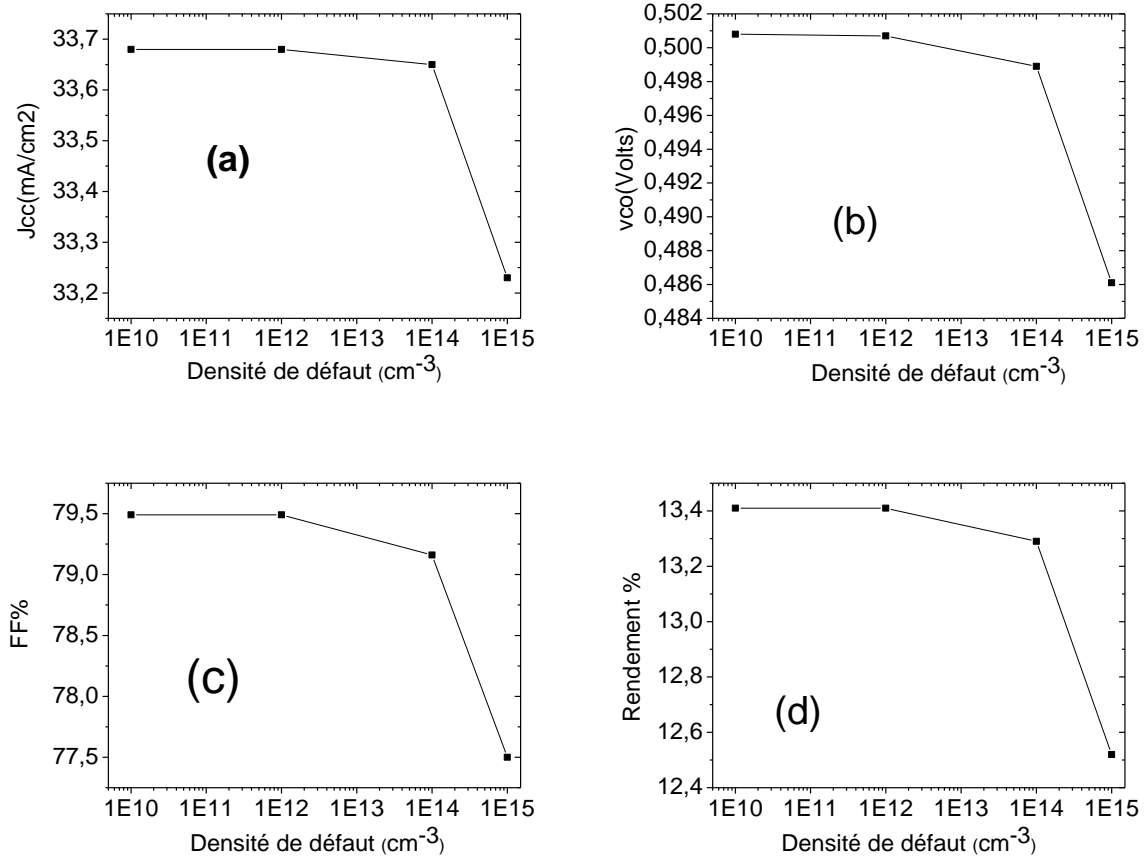 33,7
33,6
33,5
33,4
33,3
33,2
Jcc(mA/cm2)
(a)
1E10 1E11 1E12 1E13 1E14 1E15
Densité de défaut (cm-3)
0,502
0,500
0,498
0,496
0,494
0,492
0,490
0,488
0,486
0,484
vco(Volts)
(b)
1E10 1E11 1E12 1E13 1E14 1E15
Densité de défaut (cm-3)
79,5
79,0
78,5
78,0
77,5
FF%
(c)
1E10 1E11 1E12 1E13 1E14 1E15
Densité de défaut (cm-3)
13,4
13,2
13,0
12,8
12,6
12,4
Rendement %
(d)
1E10 1E11 1E12 1E13 1E14 1E15
Densité de défaut (cm-3)